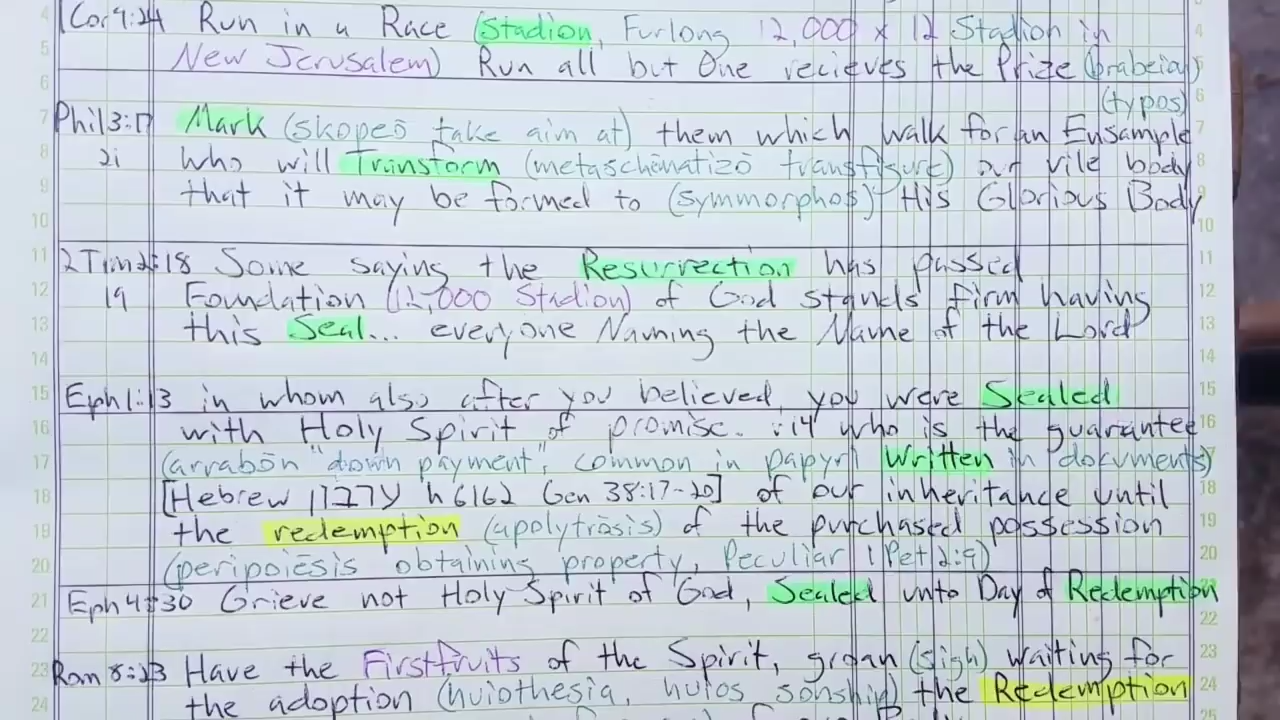 1Cor 9:24 Run in a Race (Stadion, Furlong 12,000 x 12 Stadion in
New Jerusalem) Run all but One recieves the Prize (brabeion)
(typos)
Phil 3:17 Mark (skopeō take aim at) them which walk for an Ensample
21 who will Transform (metaschēmatizō transfigure) our vile body
that it may be formed to (symmorphos) His Glorious Body
2Tim 2:18 Some saying the Resurrection has passed
19 Foundation (12,000 Stadion) of God stands firm having
this Seal... everyone Naming the Name of the Lord
Eph 1:13 in whom also after you believed, you were Sealed
with Holy Spirit of promise. v14 who is the guarantee
(arrabōn "down payment", common in papyri Written in documents)
[Hebrew h6162 Gen 38:17-20] of our inheritance until
the redemption (apolytrōsis) of the purchased possession
(peripoiēsis obtaining property, Peculiar 1Pet 2:9)
Eph 4:30 Grieve not Holy Spirit of God, Sealed unto Day of Redemption
Rom 8:23 Have the Firstfruits of the Spirit, groan (sigh) waiting for
the adoption (huiothesia, huios sonship) the Redemption